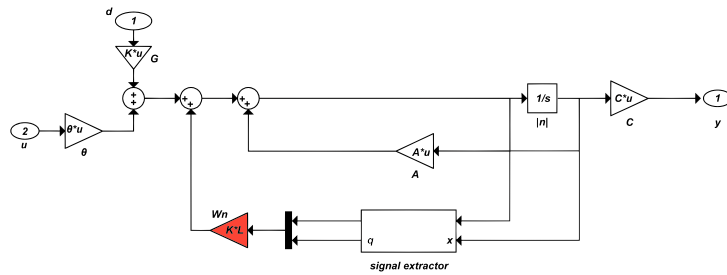 d
1
K*u
G
2
u
θ*u
θ
+
+
+
+
+
+
1/s
|n|
C*u
C
1
y
A*u
A
Wn
K*L
q
x
signal extractor